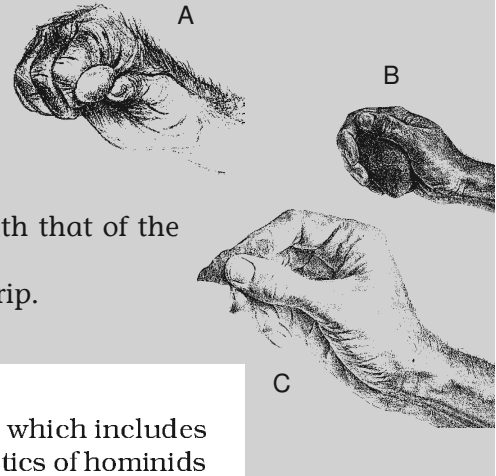 A
B
th that of the
rip.
C
which includes
tics of hominids